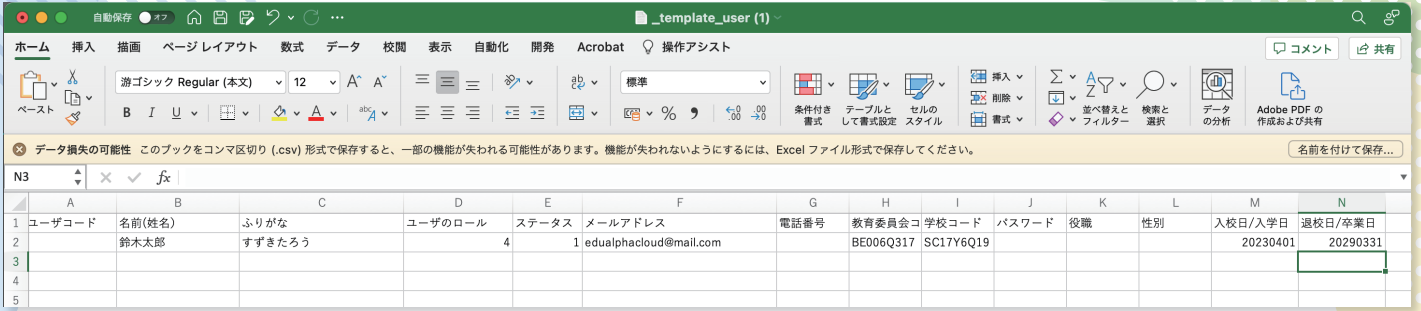 自動保存 オフ ... _template_user (1)
ホーム 挿入 描画 ページ レイアウト 数式 データ 校閲 表示 自動化 開発 Acrobat 操作アシスト コメント 共有
ペースト
游ゴシック Regular (本文) 12 A^ A˅
B I U A abc A
ab c
標準
% 9 .0 .00 .00 .0
条件付き書式
テーブルとして書式設定
セルのスタイル
挿入
削除
書式
並べ替えとフィルター
検索と選択
データの分析
Adobe PDF の作成および共有
データ損失の可能性 このブックをコンマ区切り (.csv) 形式で保存すると、一部の機能が失われる可能性があります。機能が失われないようにするには、Excel ファイル形式で保存してください。 名前を付けて保存...
N3 fx
A B C D E F G H I J K L M N
1 ユーザコード 名前(姓名) ふりがな ユーザのロール ステータス メールアドレス 電話番号 教育委員会コ 学校コード パスワード 役職 性別 入校日/入学日 退校日/卒業日
2 鈴木太郎 すずきたろう 4 1 edualphacloud@mail.com BE006Q317 SC17Y6Q19 20230401 20290331
3
4
5